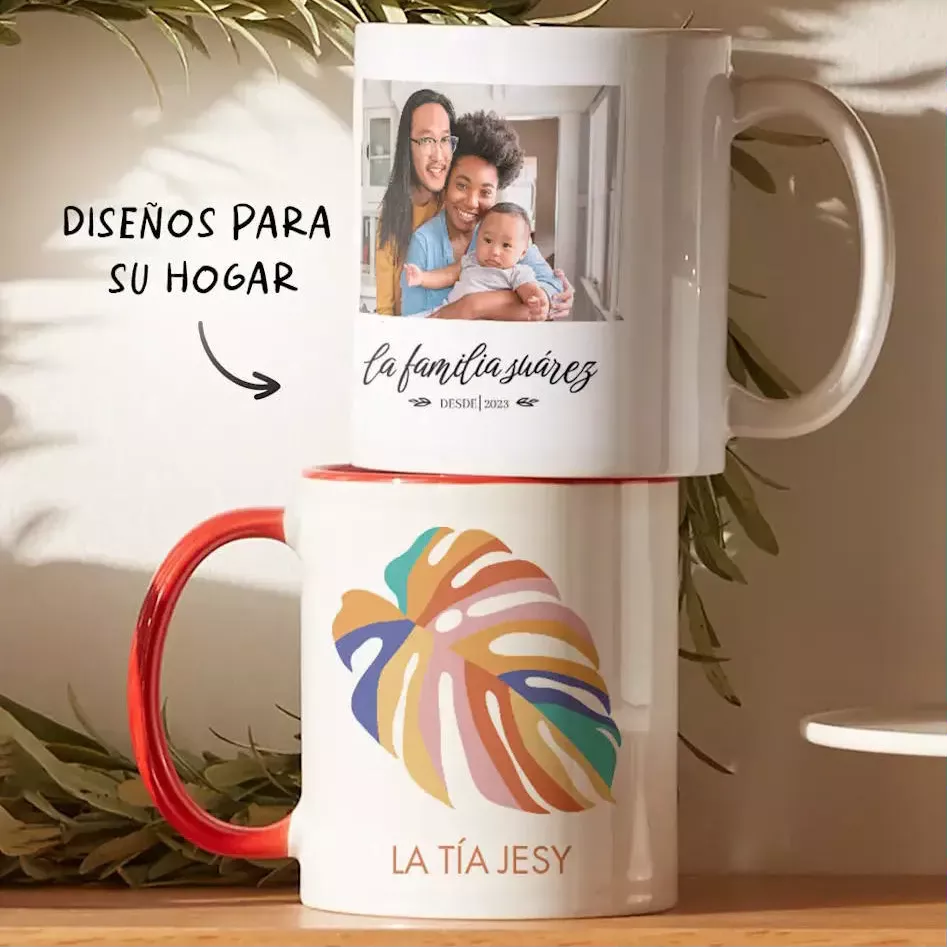 DISEÑOS PARA
SU HOGAR
la familia suárez
DESDE | 2023
LA TÍA JESY